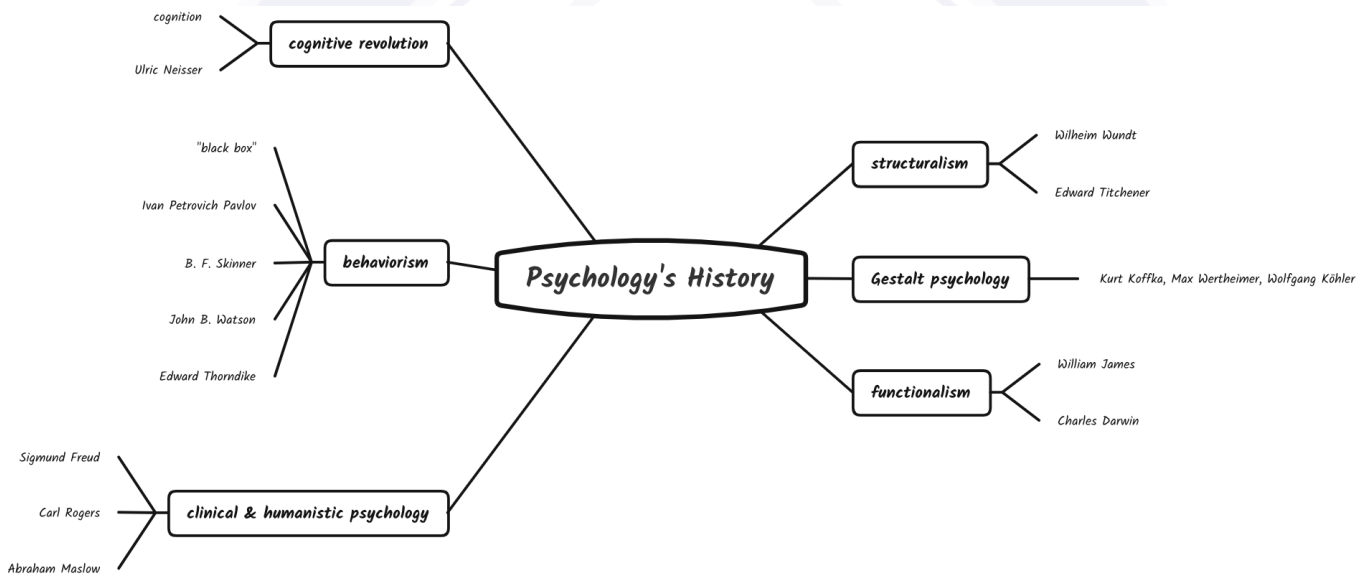 cognition
cognitive revolution
Ulric Neisser
"black box"
Ivan Petrovich Pavlov
B. F. Skinner
behaviorism
John B. Watson
Edward Thorndike
Sigmund Freud
Carl Rogers
clinical & humanistic psychology
Abraham Maslow
Psychology's History
Wilheim Wundt
structuralism
Edward Titchener
Gestalt psychology
Kurt Koffka, Max Wertheimer, Wolfgang Köhler
William James
functionalism
Charles Darwin